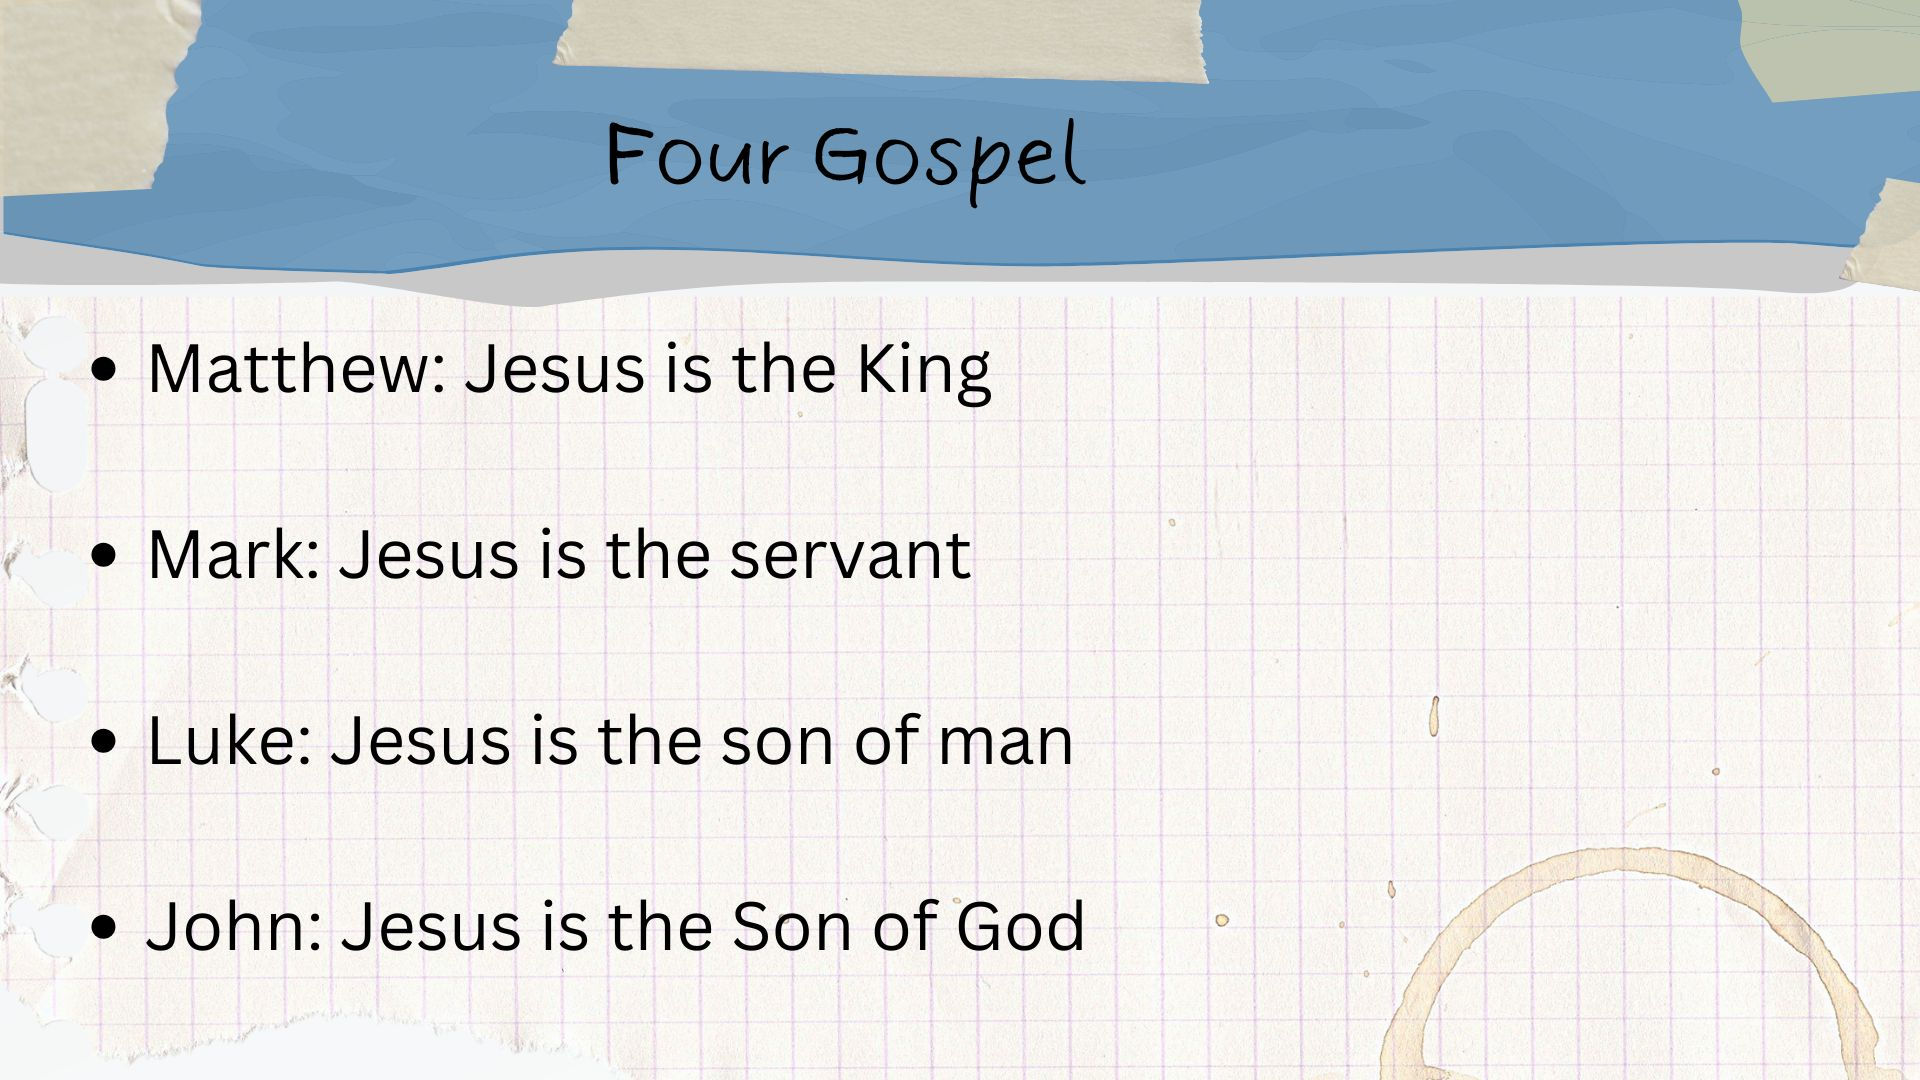 Four Gospel
• Matthew: Jesus is the King
• Mark: Jesus is the servant
• Luke: Jesus is the son of man
• John: Jesus is the Son of God